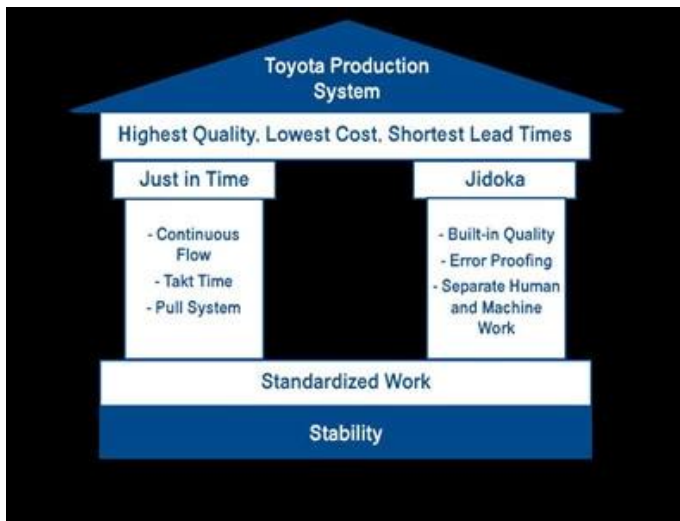 Toyota Production
System
Highest Quality, Lowest Cost, Shortest Lead Times
Just in Time
- Continuous
Flow
- Takt Time
- Pull System
Jidoka
- Built-in Quality
- Error Proofing
- Separate Human
and Machine
Work
Standardized Work
Stability